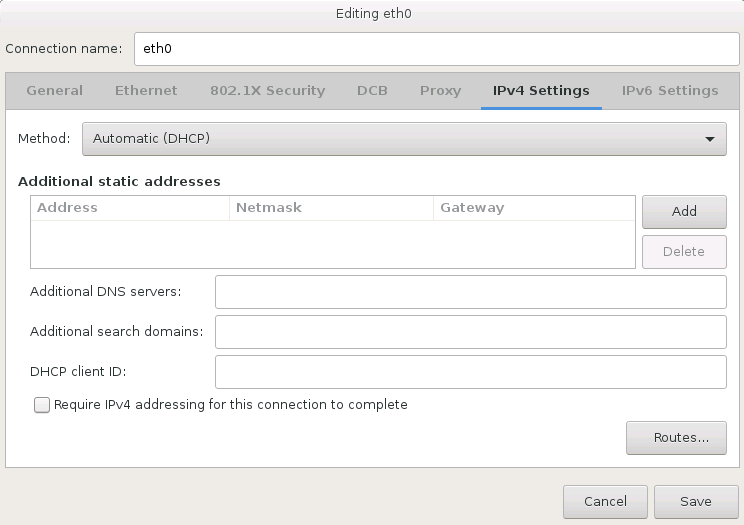 Editing eth0
Connection name: eth0
General Ethernet 802.1X Security DCB Proxy IPv4 Settings IPv6 Settings
Method: Automatic (DHCP)
Additional static addresses
Address Netmask Gateway
Add
Delete
Additional DNS servers:
Additional search domains:
DHCP client ID:
Require IPv4 addressing for this connection to complete
Routes...
Cancel Save